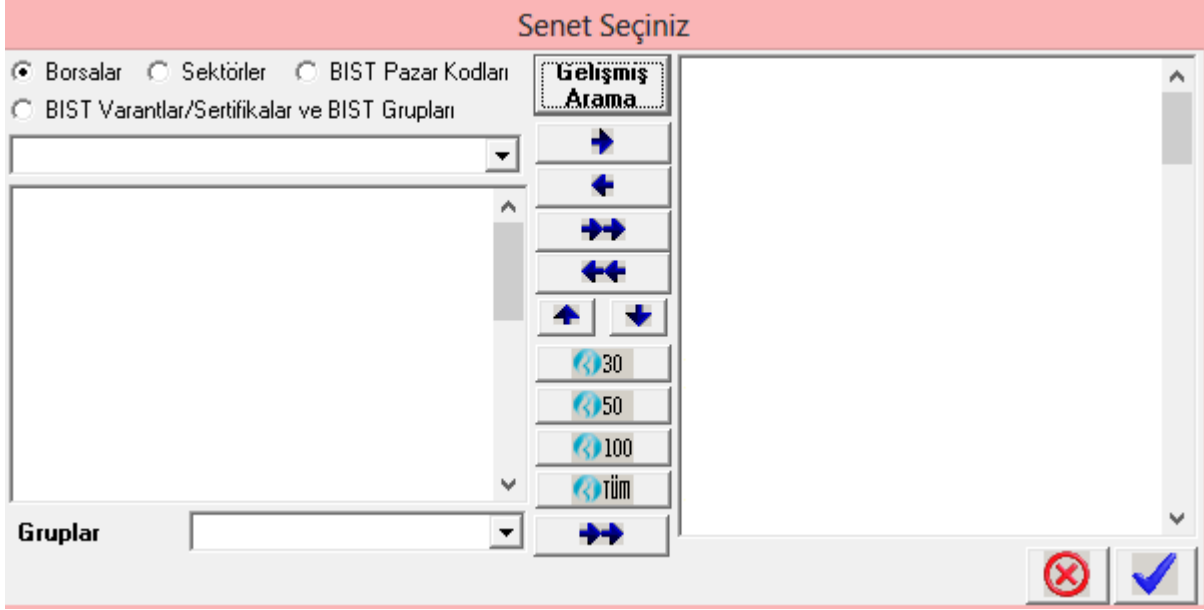 Senet Seçiniz
Borsalar Sektörler BIST Pazar Kodları
BIST Varantlar/Sertifikalar ve BIST Grupları
Gelişmiş
Arama
30
50
100
TÜM
Gruplar